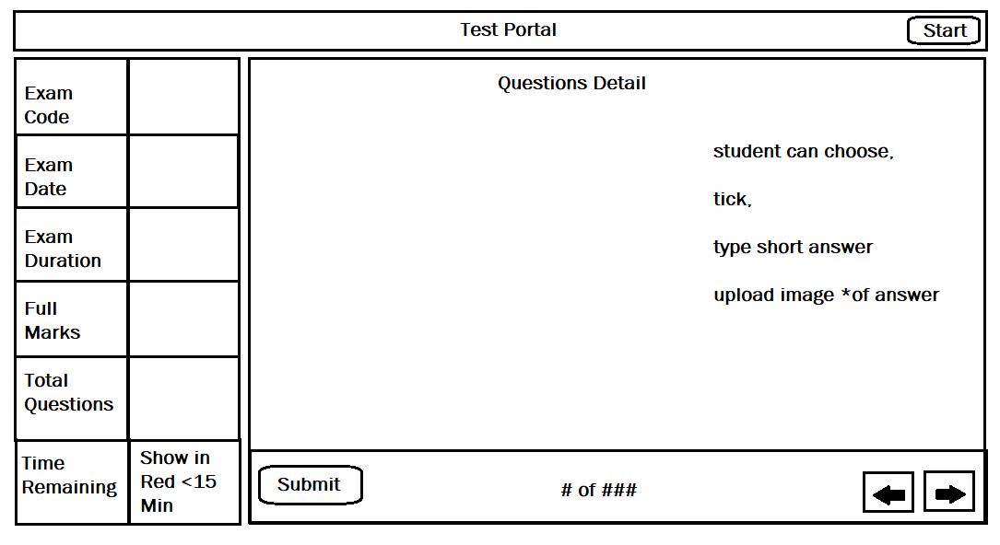 Test Portal
Start
Exam
Code
Exam
Date
Exam
Duration
Full
Marks
Total
Questions
Time
Remaining
Show in
Red <15
Min
Questions Detail
student can choose,
tick,
type short answer
upload image *of answer
Submit
# of ###